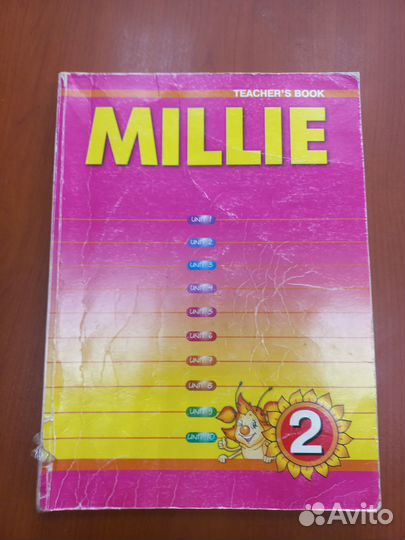 TEACHER'S BOOK
MILLIE
UNIT 1
UNIT 2
UNIT 3
UNIT 4
UNIT 5
UNIT 6
UNIT 7
UNIT 8
UNIT 9
UNIT 10
2
Avito